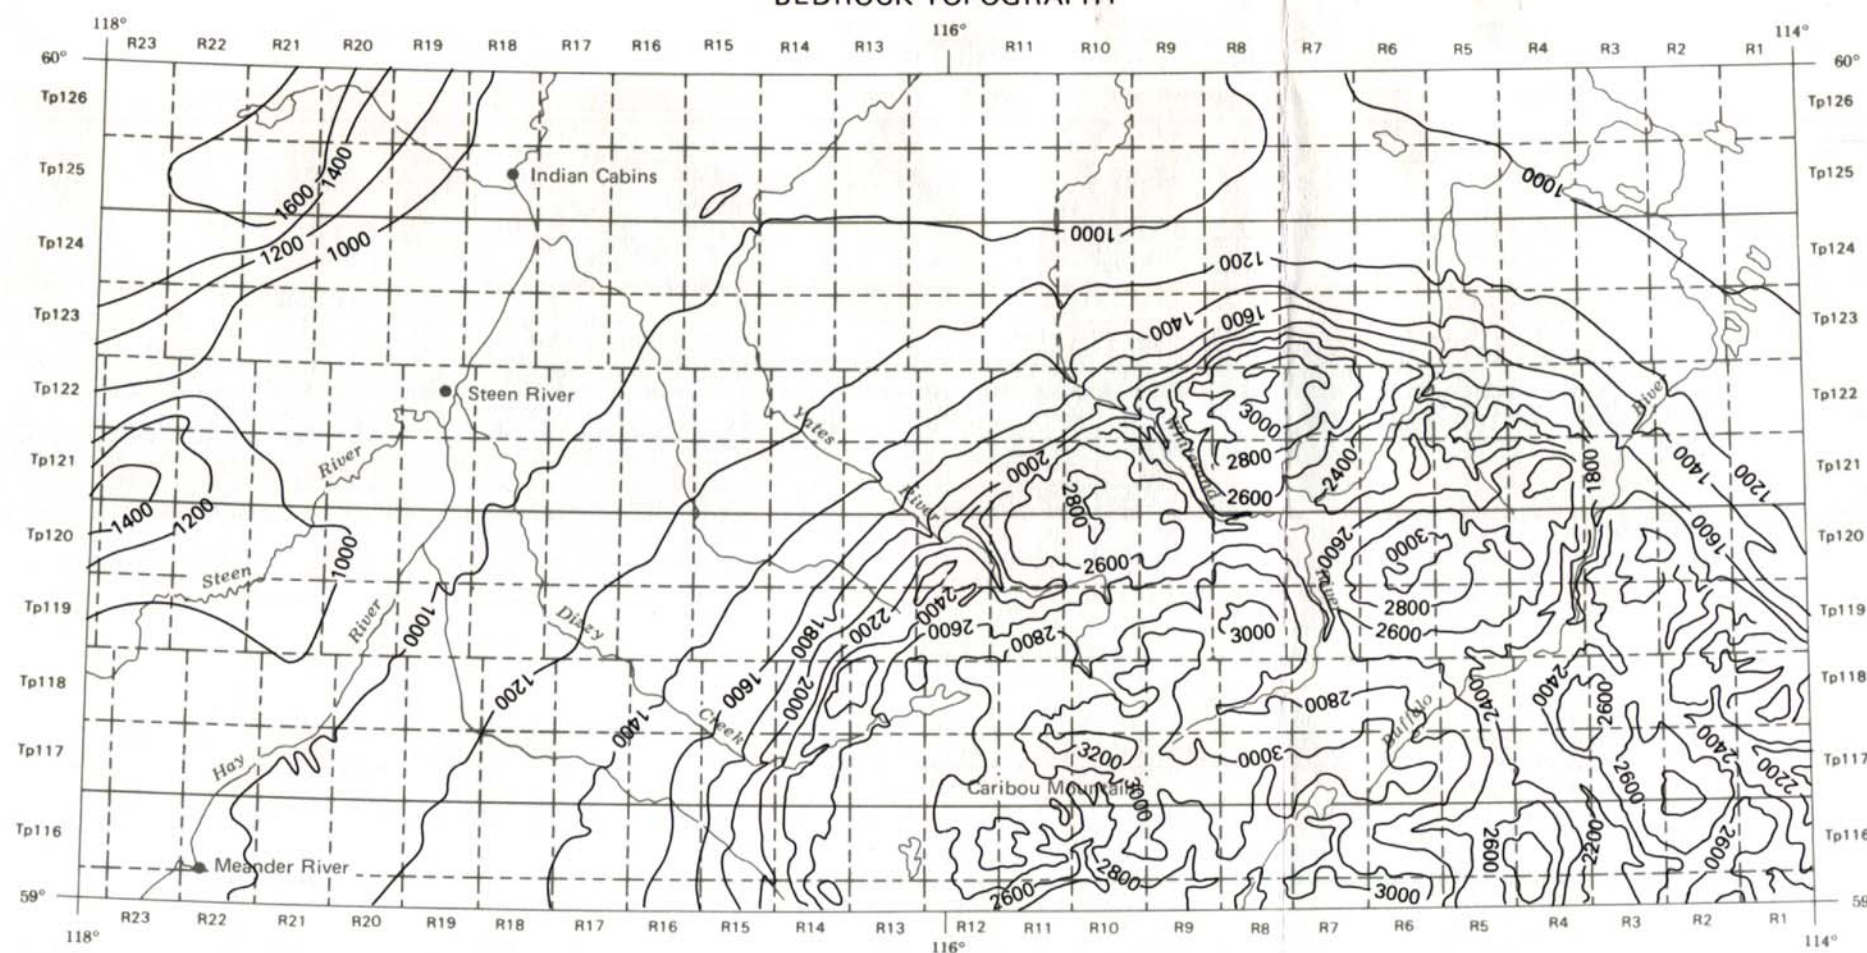 BEDROCK TOPOGRAPHY
118° 116° 114°
R23 R22 R21 R20 R19 R18 R17 R16 R15 R14 R13 R11 R10 R9 R8 R7 R6 R5 R4 R3 R2 R1
60° 60°
Tp126 Tp126
Tp125 1600 1400 Indian Cabins 1000 Tp125
Tp124 1200 1000 1000 1200 Tp124
Tp123 1400 1600 Tp123
Tp122 Steen River 3000 River Tp122
Yates Whitesand
Tp121 River 2000 2800 2400 1800 1400 1200 Tp121
2800 River 2600
Tp120 1400 1200 1000 2600 2600 3000 1600 Tp120
Steen River
Tp119 River 1000 Dizzy 1800 2200 2400 2600 2800 3000 2800 2600 Tp119
Tp118 1200 1600 2000 2800 2400 2400 2600 Tp118
Creek Buffalo
Tp117 Hay 1400 3200 3000 2600 2400 2200 Tp117
Caribou Mountains 3000
Tp116 2600 2200 2600 Tp116
Meander River 2600 2800 3000
59° 59
R23 R22 R21 R20 R19 R18 R17 R16 R15 R14 R13 R12 R11 R10 R9 R8 R7 R6 R5 R4 R3 R2 R1
118° 116° 114°